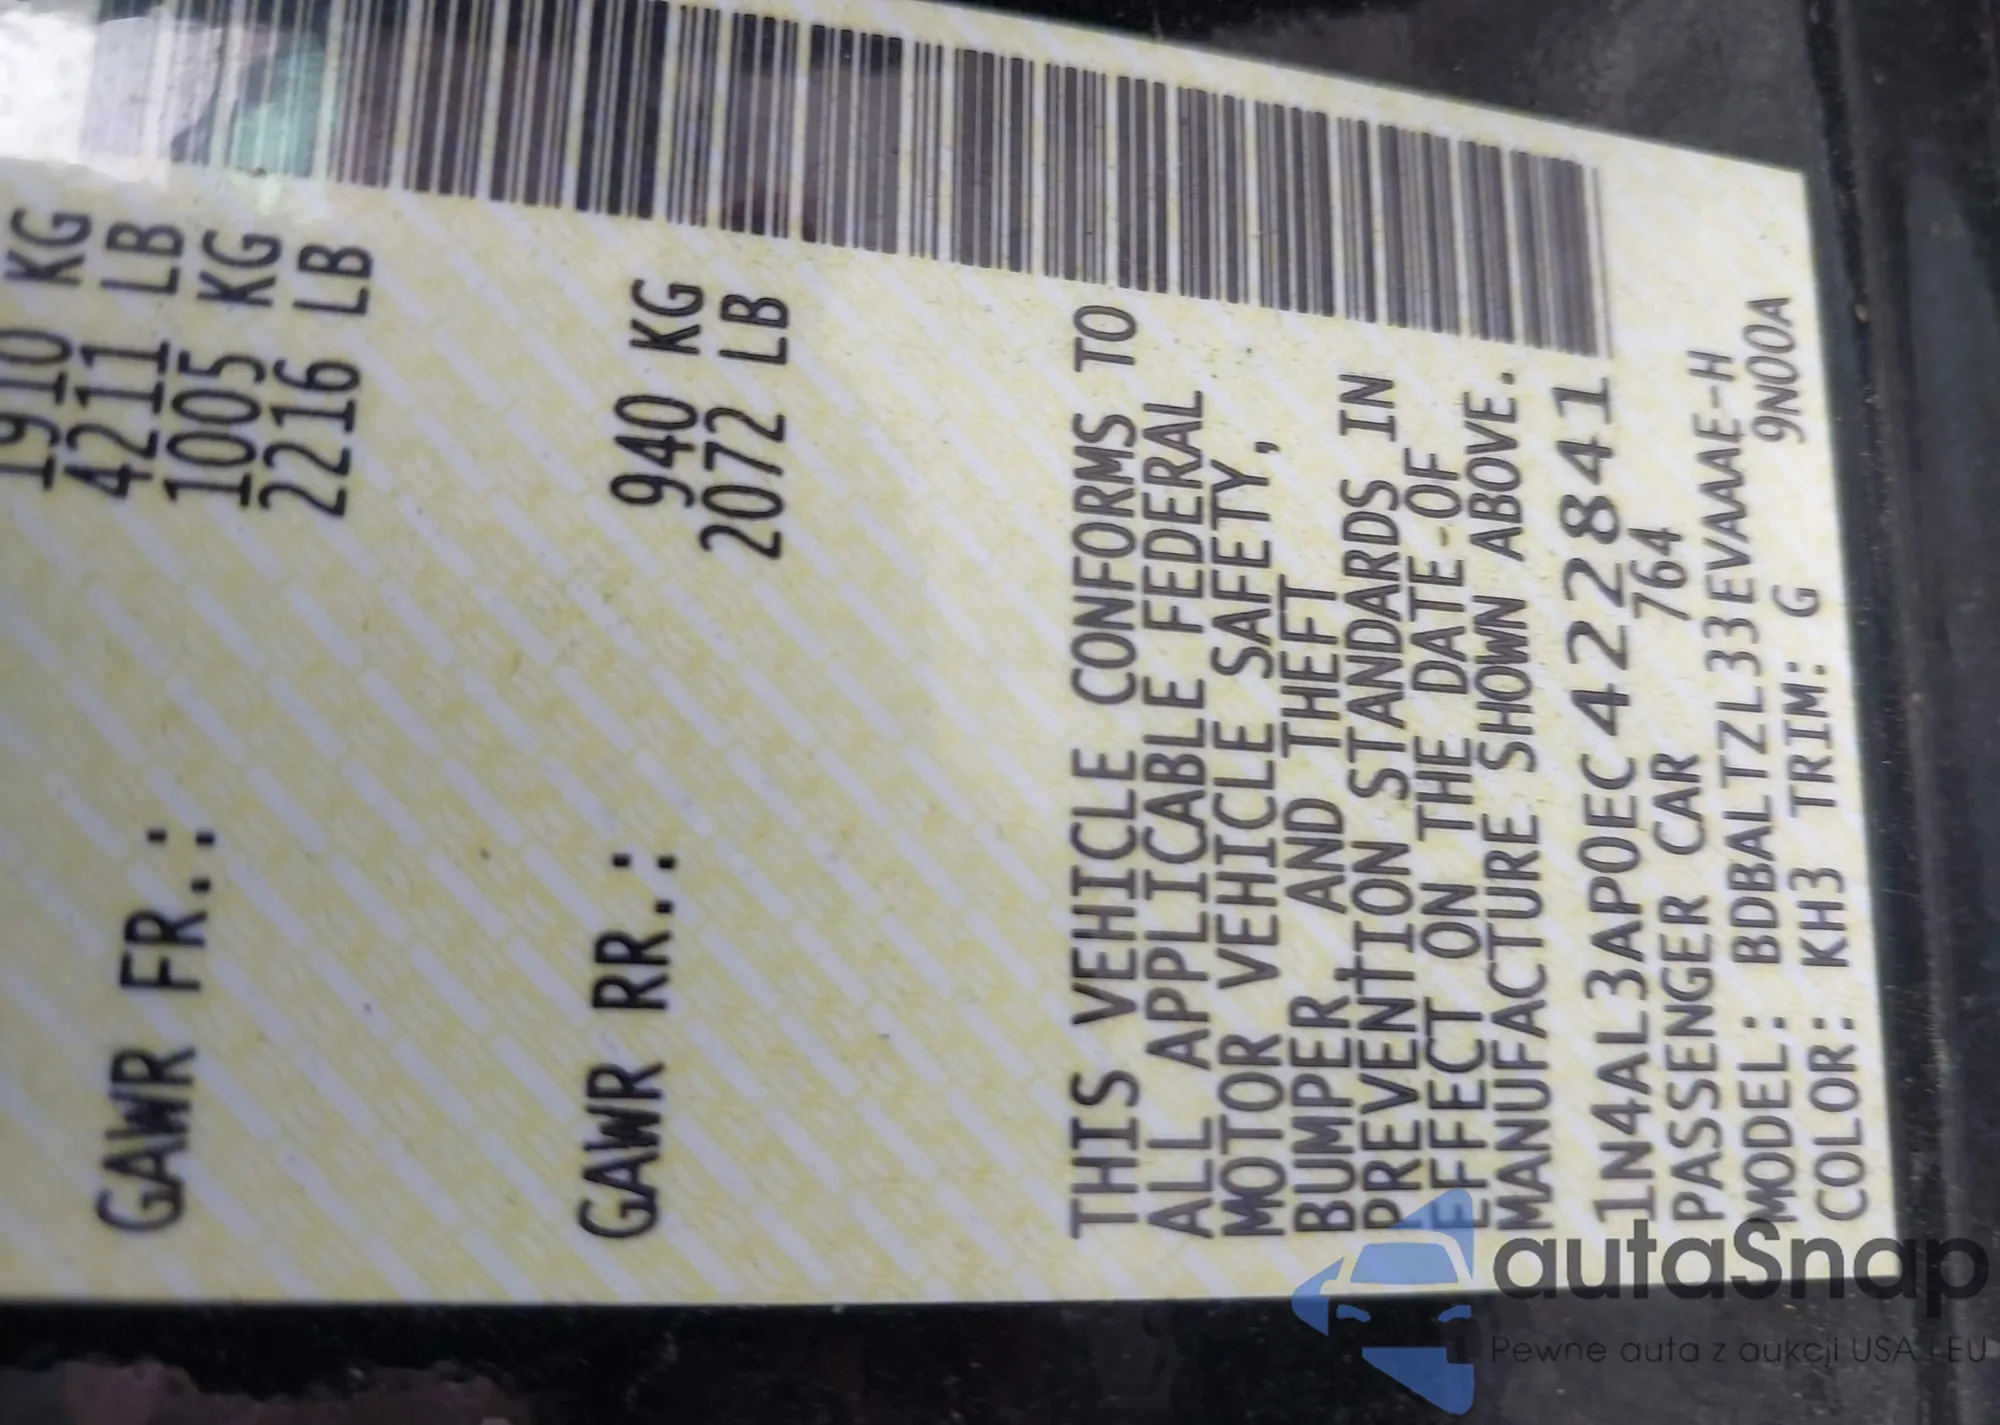 1910 KG
4211 LB
GAWR FR.: 1005 KG
2216 LB
GAWR RR.: 940 KG
2072 LB
THIS VEHICLE CONFORMS TO
ALL APPLICABLE FEDERAL
MOTOR VEHICLE SAFETY,
BUMPER AND THEFT
PREVENTION STANDARDS IN
EFFECT ON THE DATE OF
MANUFACTURE SHOWN ABOVE.
1N4AL3AP0EC422841
PASSENGER CAR 764
MODEL: BDBALTZL33EVAAAE-H
COLOR: KH3 TRIM: G 9N00A
autaSnap
Pewne auta z aukcji USA i EU